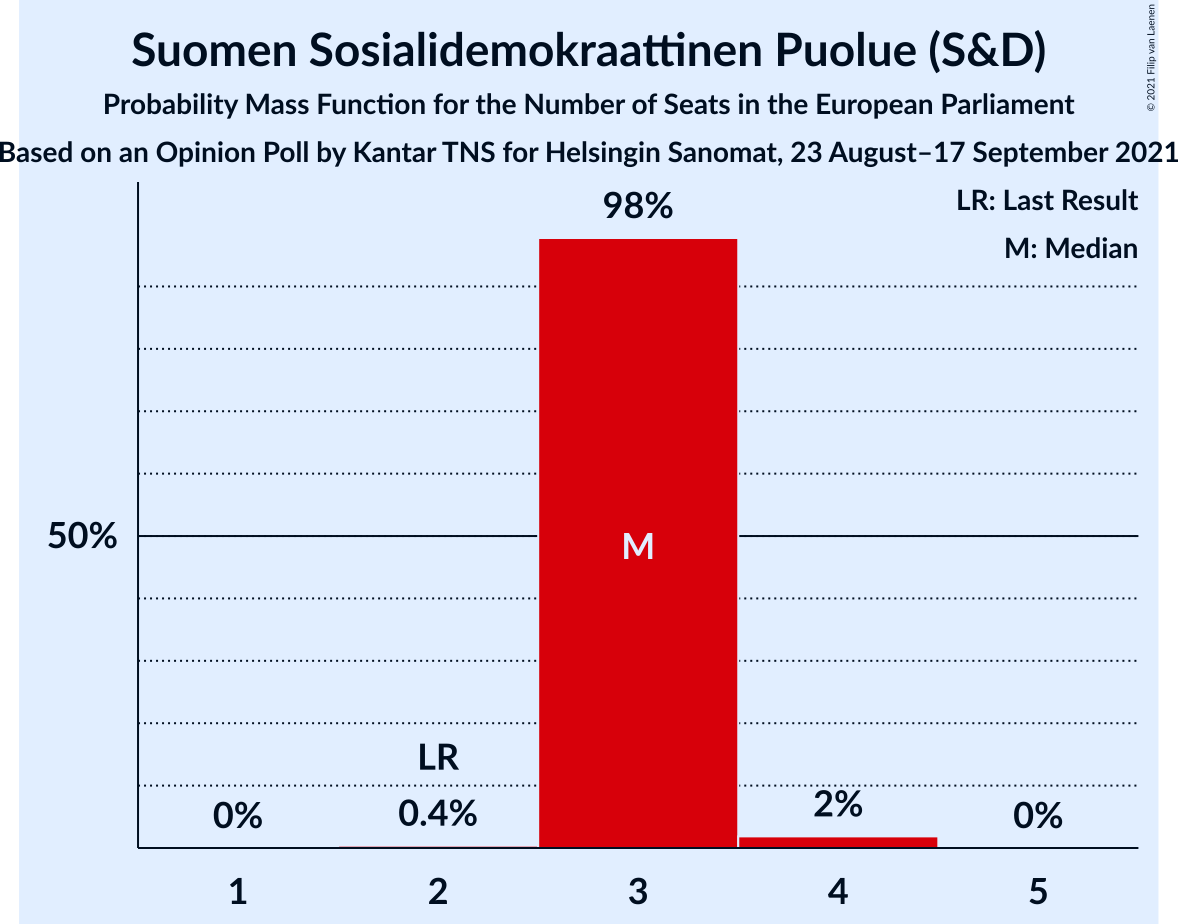 Suomen Sosialidemokraattinen Puolue (S&D)
Probability Mass Function for the Number of Seats in the European Parliament
Based on an Opinion Poll by Kantar TNS for Helsingin Sanomat, 23 August–17 September 2021
© 2021 Filip van Laenen
LR: Last Result
M: Median
98%
50%
M
LR
0%
0.4%
2%
0%
1
2
3
4
5